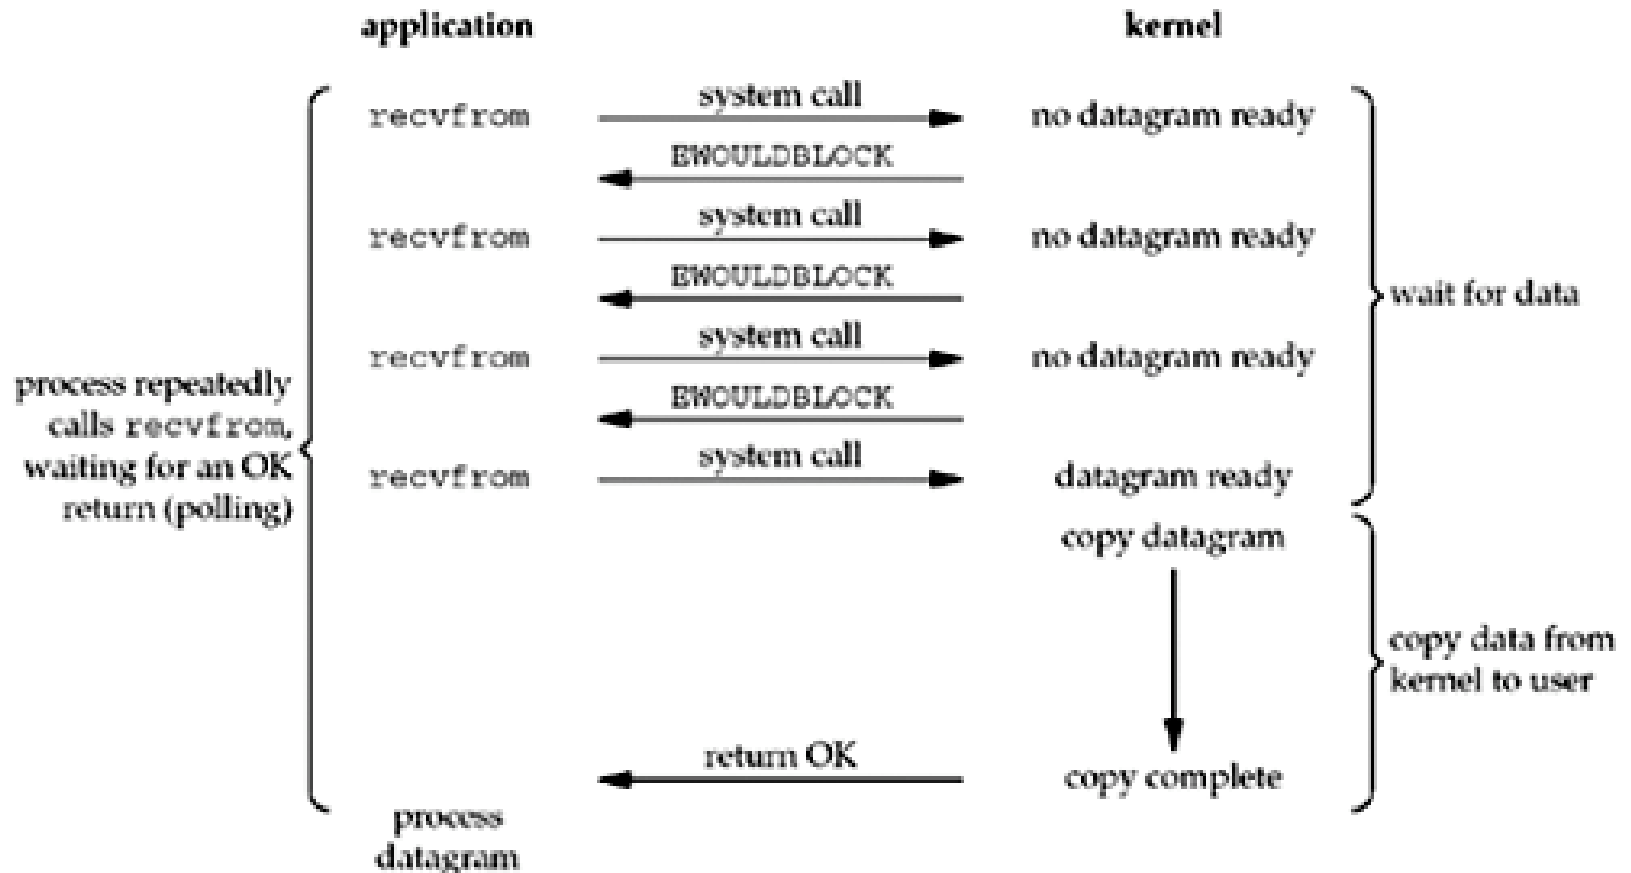 application
kernel
recvfrom
system call
no datagram ready
EWOULDBLOCK
recvfrom
system call
no datagram ready
EWOULDBLOCK
wait for data
recvfrom
system call
no datagram ready
EWOULDBLOCK
process repeatedly
calls recvfrom,
waiting for an OK
return (polling)
recvfrom
system call
datagram ready
copy datagram
copy data from
kernel to user
return OK
copy complete
process
datagram